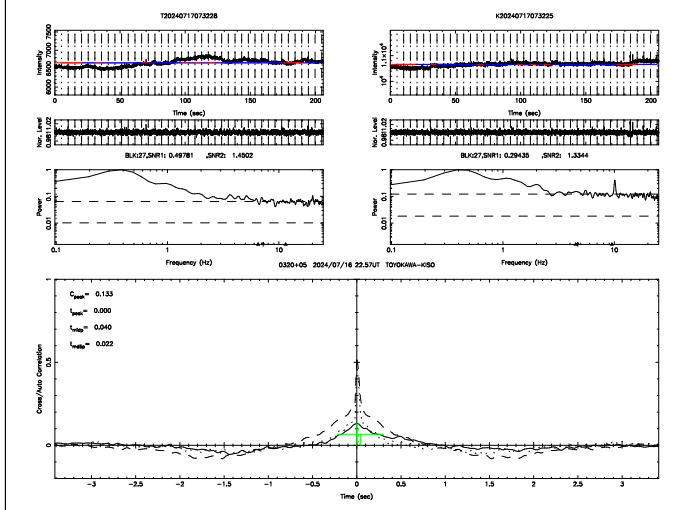 T20240717073228
K20240717073225
Intensity
6000 6500 7000 7500
0 50 100 150 200
Time (sec)
Intensity
10⁴ 1.1×10⁴
0 50 100 150 200
Time (sec)
Nor. Level
0.9811.02
Nor. Level
0.9811.02
BLK:27,SNR1: 0.49781 ,SNR2: 1.4502
BLK:27,SNR1: 0.29435 ,SNR2: 1.3344
Power
0.01 0.1 1
0.1 1 10
Frequency (Hz)
Power
0.01 0.1 1
0.1 1 10
Frequency (Hz)
0320+05 2024/07/16 22.57UT TOYOKAWA-KISO
Cpeak= 0.133
tpeak= 0.000
tmidp= 0.040
tmdap= 0.022
Cross/Auto Correlation
0 0.5 1
-3 -2.5 -2 -1.5 -1 -0.5 0 0.5 1 1.5 2 2.5 3
Time (sec)